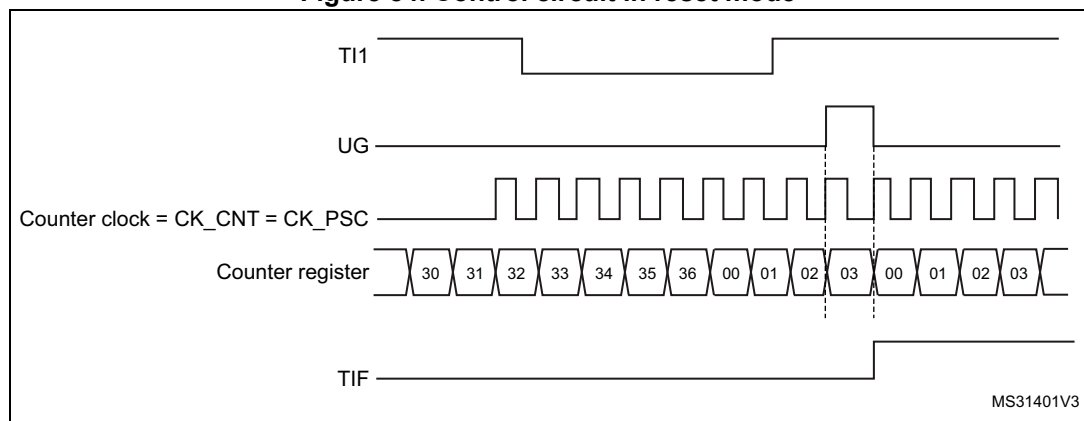 TI1
UG
Counter clock = CK_CNT = CK_PSC
Counter register 30 31 32 33 34 35 36 00 01 02 03 00 01 02 03
TIF
MS31401V3